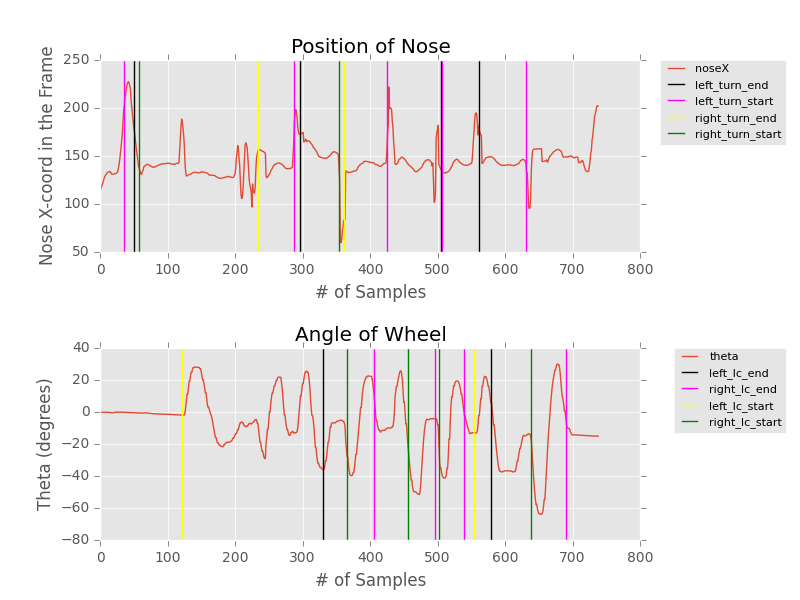 Position of Nose
Nose X-coord in the Frame
250
200
150
100
50
0 100 200 300 400 500 600 700 800
# of Samples
noseX
left_turn_end
left_turn_start
right_turn_end
right_turn_start
Angle of Wheel
Theta (degrees)
40
20
0
−20
−40
−60
−80
0 100 200 300 400 500 600 700 800
# of Samples
theta
left_lc_end
right_lc_end
left_lc_start
right_lc_start